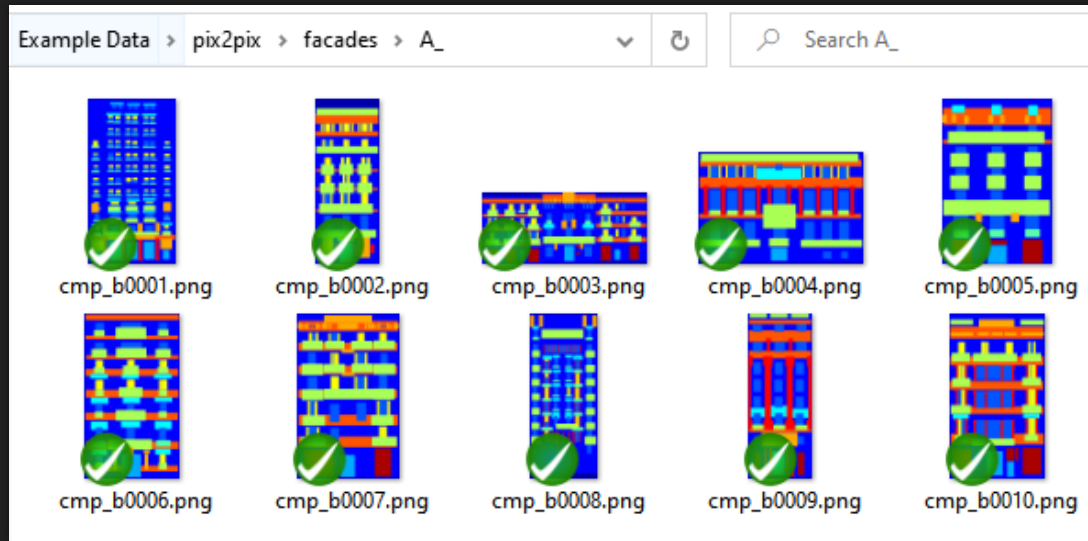 Example Data > pix2pix > facades > A_ Search A_
cmp_b0001.png cmp_b0002.png cmp_b0003.png cmp_b0004.png cmp_b0005.png
cmp_b0006.png cmp_b0007.png cmp_b0008.png cmp_b0009.png cmp_b0010.png